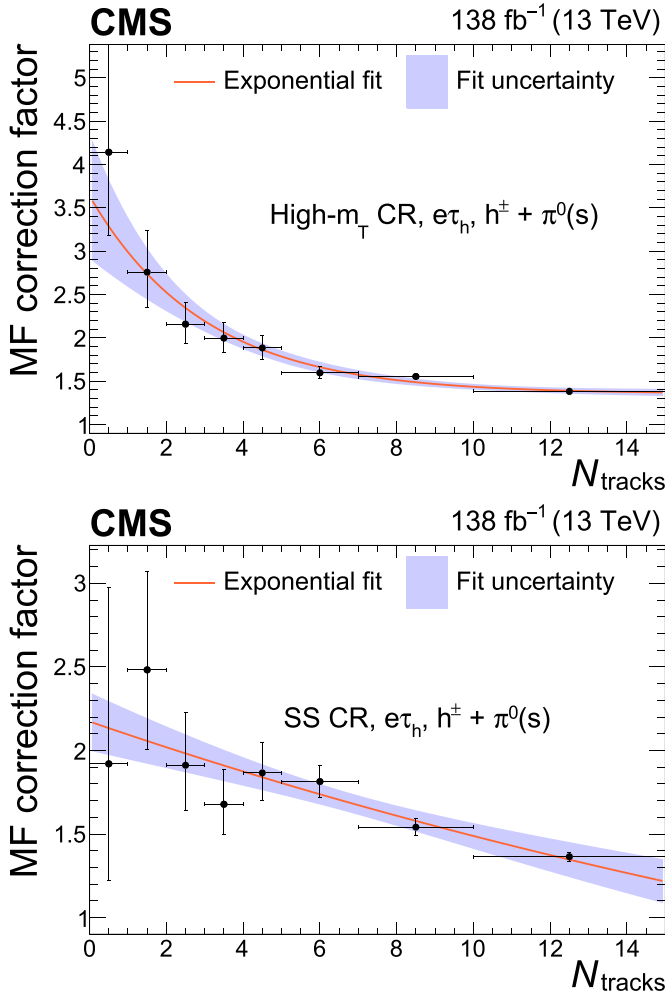 CMS 138 fb⁻¹ (13 TeV)
MF correction factor
Exponential fit Fit uncertainty
High-m_T CR, eτ_h, h^± + π⁰(s)
5
4.5
4
3.5
3
2.5
2
1.5
1
0 2 4 6 8 10 12 14
N_tracks
CMS 138 fb⁻¹ (13 TeV)
MF correction factor
Exponential fit Fit uncertainty
SS CR, eτ_h, h^± + π⁰(s)
3
2.5
2
1.5
1
0 2 4 6 8 10 12 14
N_tracks